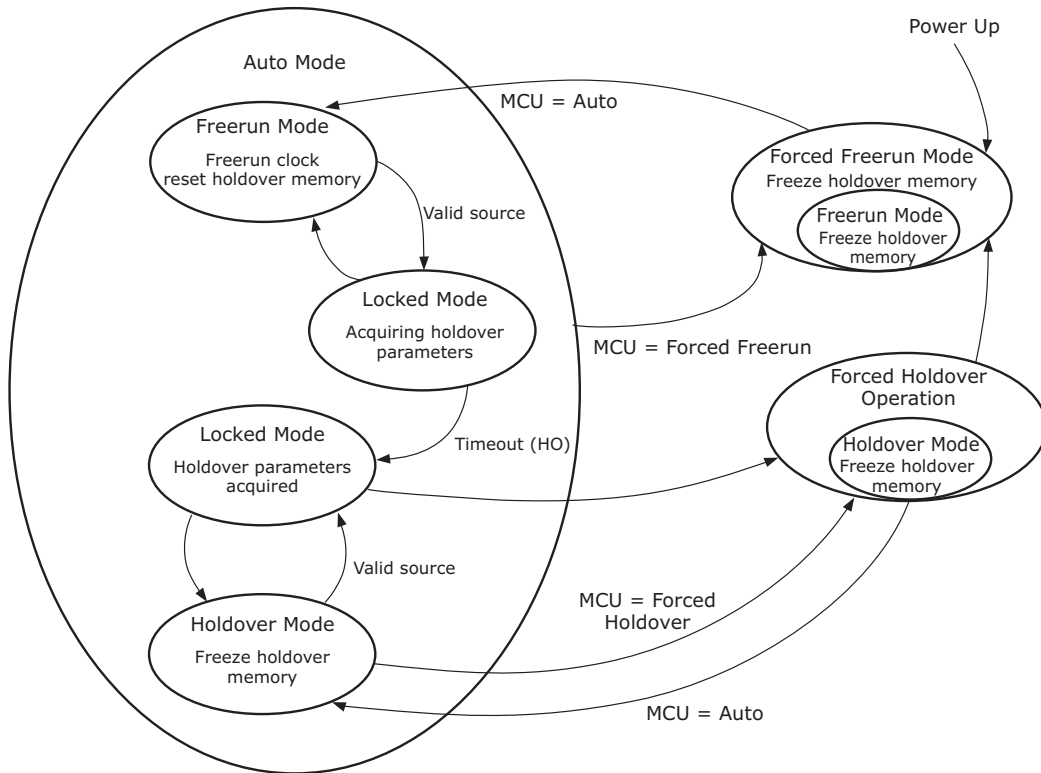 Power Up
Auto Mode
MCU = Auto
Freerun Mode
Freerun clock
reset holdover memory
Forced Freerun Mode
Freeze holdover memory
Freerun Mode
Freeze holdover
memory
Valid source
Locked Mode
Acquiring holdover
parameters
MCU = Forced Freerun
Forced Holdover
Operation
Locked Mode
Holdover parameters
acquired
Timeout (HO)
Holdover Mode
Freeze holdover
memory
Valid source
MCU = Forced
Holdover
Holdover Mode
Freeze holdover
memory
MCU = Auto